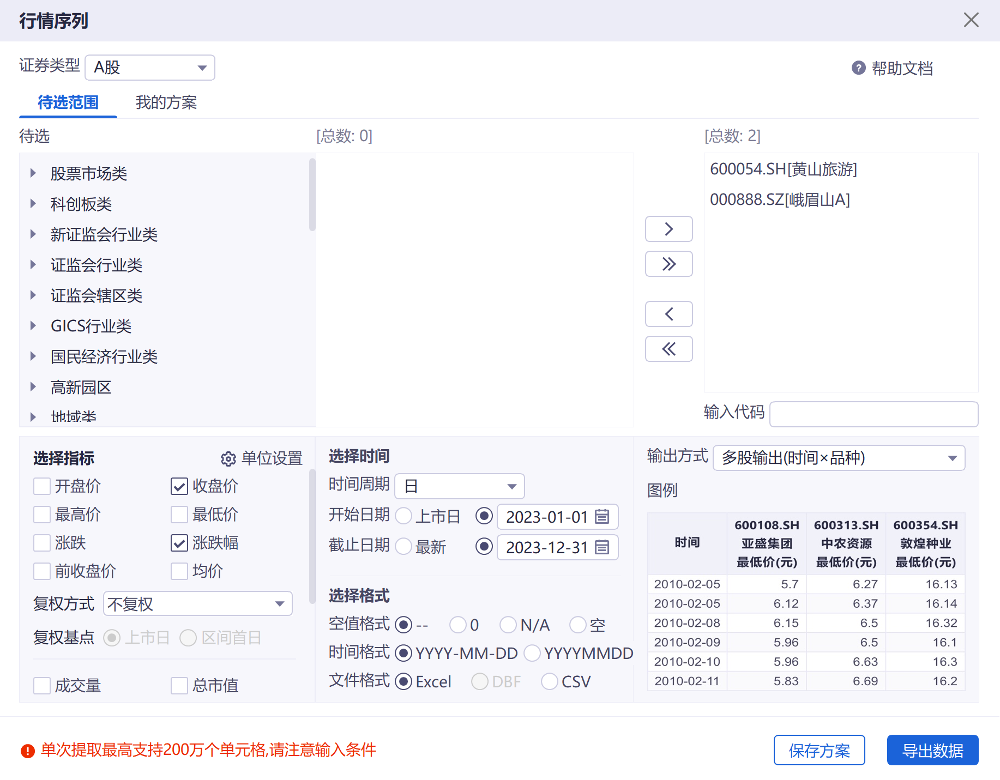 行情序列
证券类型 A股 帮助文档
待选范围 我的方案
待选 [总数: 0] [总数: 2]
股票市场类
科创板类
新证监会行业类
证监会行业类
证监会辖区类
GICS行业类
国民经济行业类
高新园区
地域类
600054.SH[黄山旅游]
000888.SZ[峨眉山A]
输入代码
选择指标 单位设置
开盘价 收盘价
最高价 最低价
涨跌 涨跌幅
前收盘价 均价
复权方式 不复权
复权基点 上市日 区间首日
成交量 总市值
选择时间
时间周期 日
开始日期 上市日 2023-01-01
截止日期 最新 2023-12-31
选择格式
空值格式 -- 0 N/A 空
时间格式 YYYY-MM-DD YYYYMMDD
文件格式 Excel DBF CSV
输出方式 多股输出(时间×品种)
图例
时间 600108.SH 亚盛集团 最低价(元) 600313.SH 中农资源 最低价(元) 600354.SH 敦煌种业 最低价(元)
2010-02-05 5.7 6.27 16.13
2010-02-05 6.12 6.37 16.14
2010-02-08 6.15 6.5 16.32
2010-02-09 5.96 6.5 16.1
2010-02-10 5.96 6.63 16.3
2010-02-11 5.83 6.69 16.2
单次提取最高支持200万个单元格,请注意输入条件
保存方案 导出数据